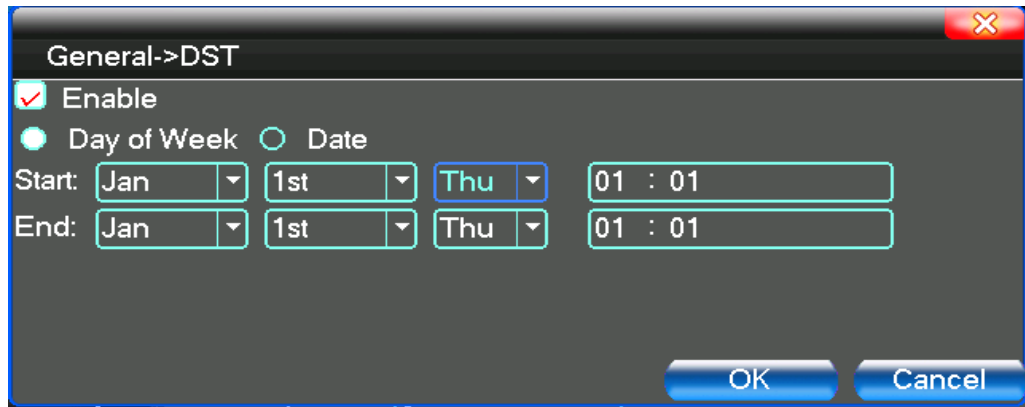 General->DST
Enable
Day of Week Date
Start: Jan 1st Thu 01 : 01
End: Jan 1st Thu 01 : 01
OK Cancel